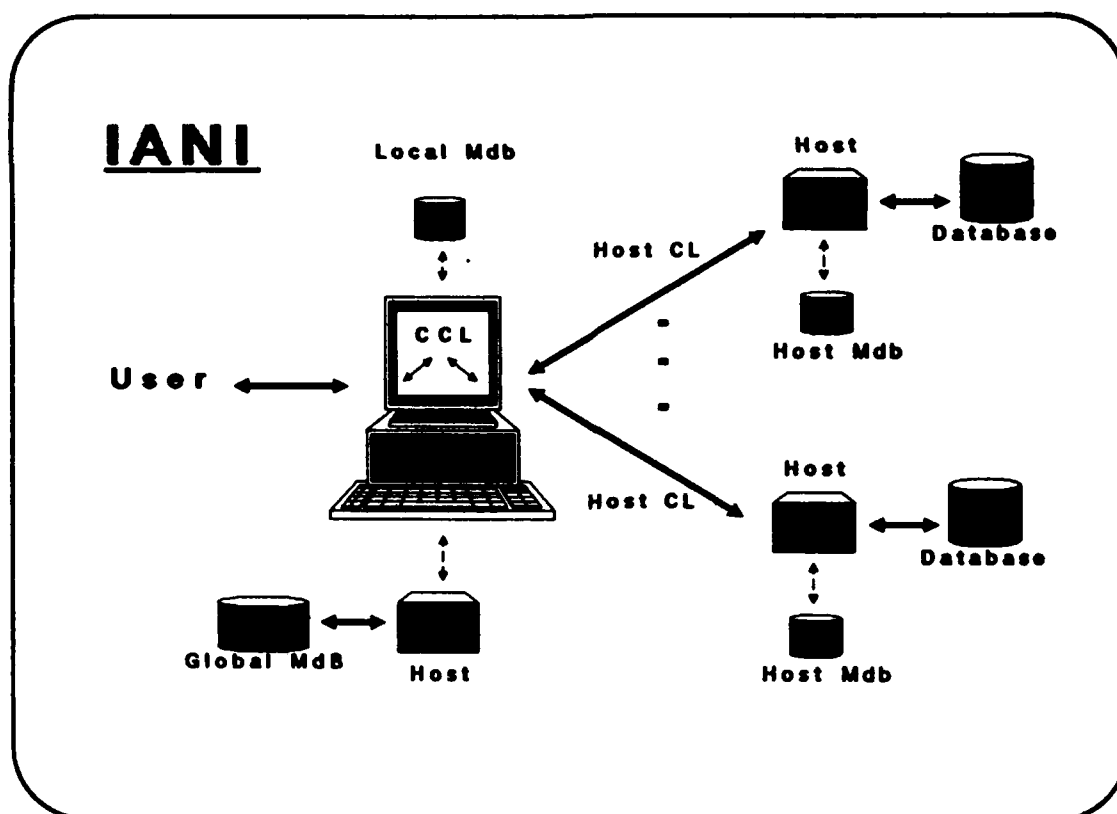 IANI
Local Mdb
Host
Database
Host CL
Host Mdb
CCL
User
Host
Host CL
Database
Global MdB
Host
Host Mdb